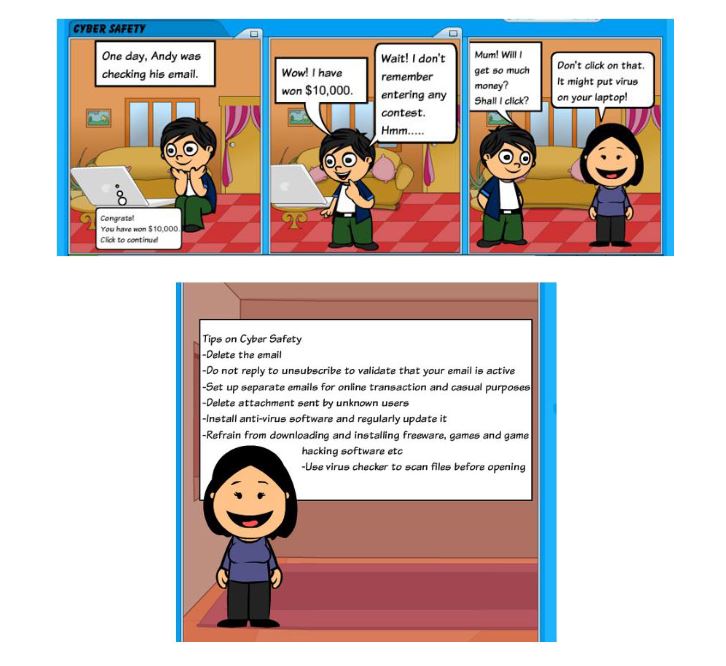 CYBER SAFETY
One day, Andy was
checking his email.
Congrats!
You have won $10,000.
Click to continue!
Wow! I have
won $10,000.
Wait! I don't
remember
entering any
contest.
Hmm.....
Mum! Will I
get so much
money?
Shall I click?
Don't click on that.
It might put virus
on your laptop!
Tips on Cyber Safety
-Delete the email
-Do not reply to unsubscribe to validate that your email is active
-Set up separate emails for online transaction and casual purposes
-Delete attachment sent by unknown users
-Install anti-virus software and regularly update it
-Refrain from downloading and installing freeware, games and game
hacking software etc
-Use virus checker to scan files before opening